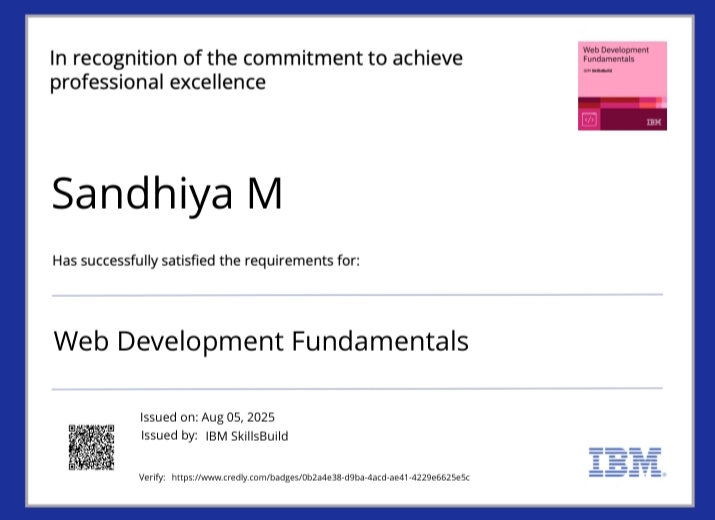 In recognition of the commitment to achieve
professional excellence
Web Development
Fundamentals
IBM
Sandhiya M
Has successfully satisfied the requirements for:
Web Development Fundamentals
Issued on: Aug 05, 2025
Issued by: IBM SkillsBuild
Verify: https://www.credly.com/badges/0b2a4e38-d9ba-4acd-ae41-4229e6625e5c
IBM